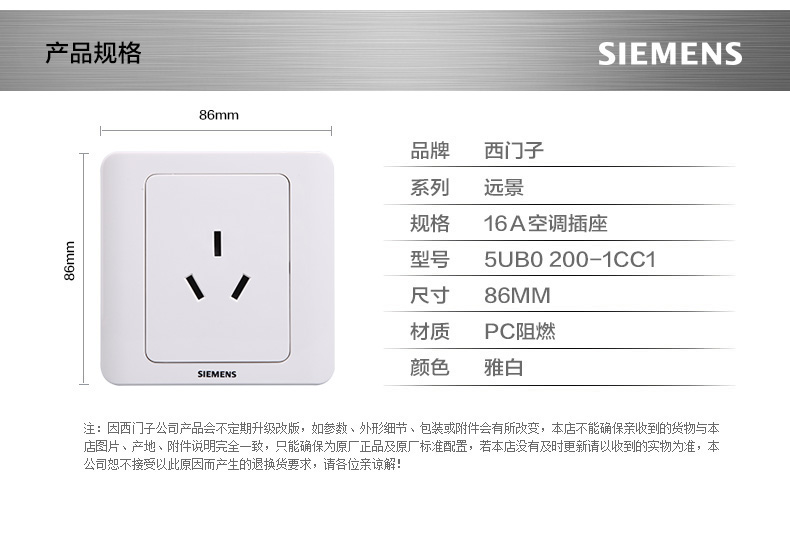 产品规格
SIEMENS
86mm
86mm
SIEMENS
品牌 西门子
系列 远景
规格 16A空调插座
型号 5UB0 200-1CC1
尺寸 86MM
材质 PC阻燃
颜色 雅白
注：因西门子公司产品会不定期升级改版，如参数、外形细节、包装或附件会有所改变，本店不能确保亲收到的货物与本
店图片、产地、附件说明完全一致，只能确保为原厂正品及原厂标准配置，若本店没有及时更新请以收到的实物为准，本
公司恕不接受以此原因而产生的退换货要求，请各位亲谅解！